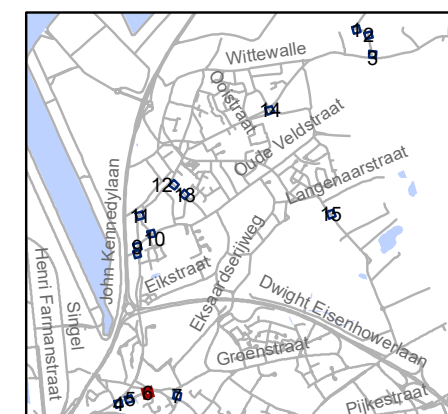 1
2
3
Wittewalle
Ooistraat
14
Oude Veldstraat
Langenaarstraat
12
13
15
11
10
9
John Kennedylaan
Eikstraat
Eksaardserijweg
Henri Farmanstraat
Singel
Dwight Eisenhowerlaan
Groenstraat
6
7
4
5
Pijkestraat